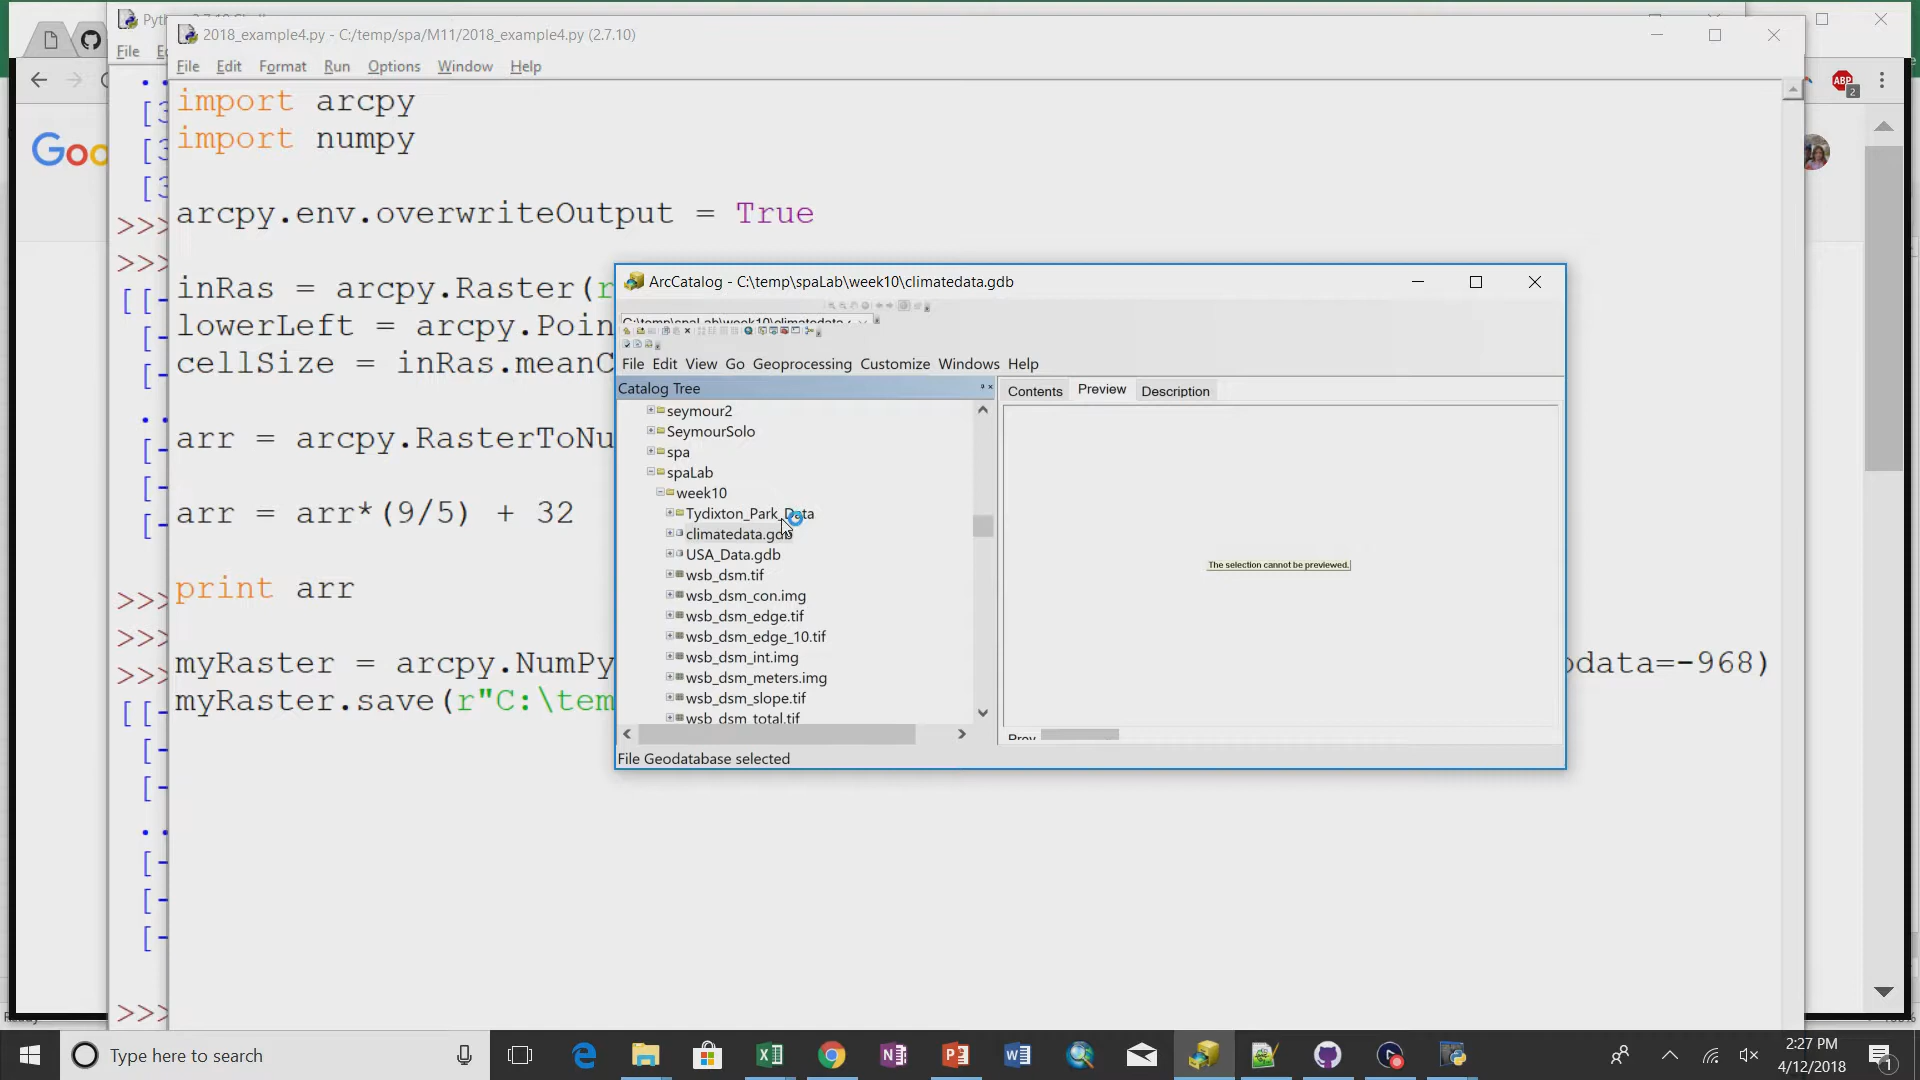 2018_example4.py - C:/temp/spa/M11/2018_example4.py (2.7.10)
File Edit Format Run Options Window Help
File
Goo
ABP
2
import arcpy
import numpy
arcpy.env.overwriteOutput = True
inRas = arcpy.Raster(r
lowerLeft = arcpy.Poin
cellSize = inRas.meanC
arr = arcpy.RasterToNu
arr = arr*(9/5) + 32
print arr
myRaster = arcpy.NumPy
odata=-968)
myRaster.save(r"C:\tem
>>>
>>>
>>>
>>>
>>>
>>>
ArcCatalog - C:\temp\spaLab\week10\climatedata.gdb
File Edit View Go Geoprocessing Customize Windows Help
Catalog Tree
Contents Preview Description
seymour2
SeymourSolo
spa
spaLab
week10
Tydixton_Park_Data
climatedata.gdb
USA_Data.gdb
wsb_dsm.tif
wsb_dsm_con.img
wsb_dsm_edge.tif
wsb_dsm_edge_10.tif
wsb_dsm_int.img
wsb_dsm_meters.img
wsb_dsm_slope.tif
wsb_dsm_total.tif
The selection cannot be previewed.
File Geodatabase selected
Type here to search
2:27 PM
4/12/2018
1